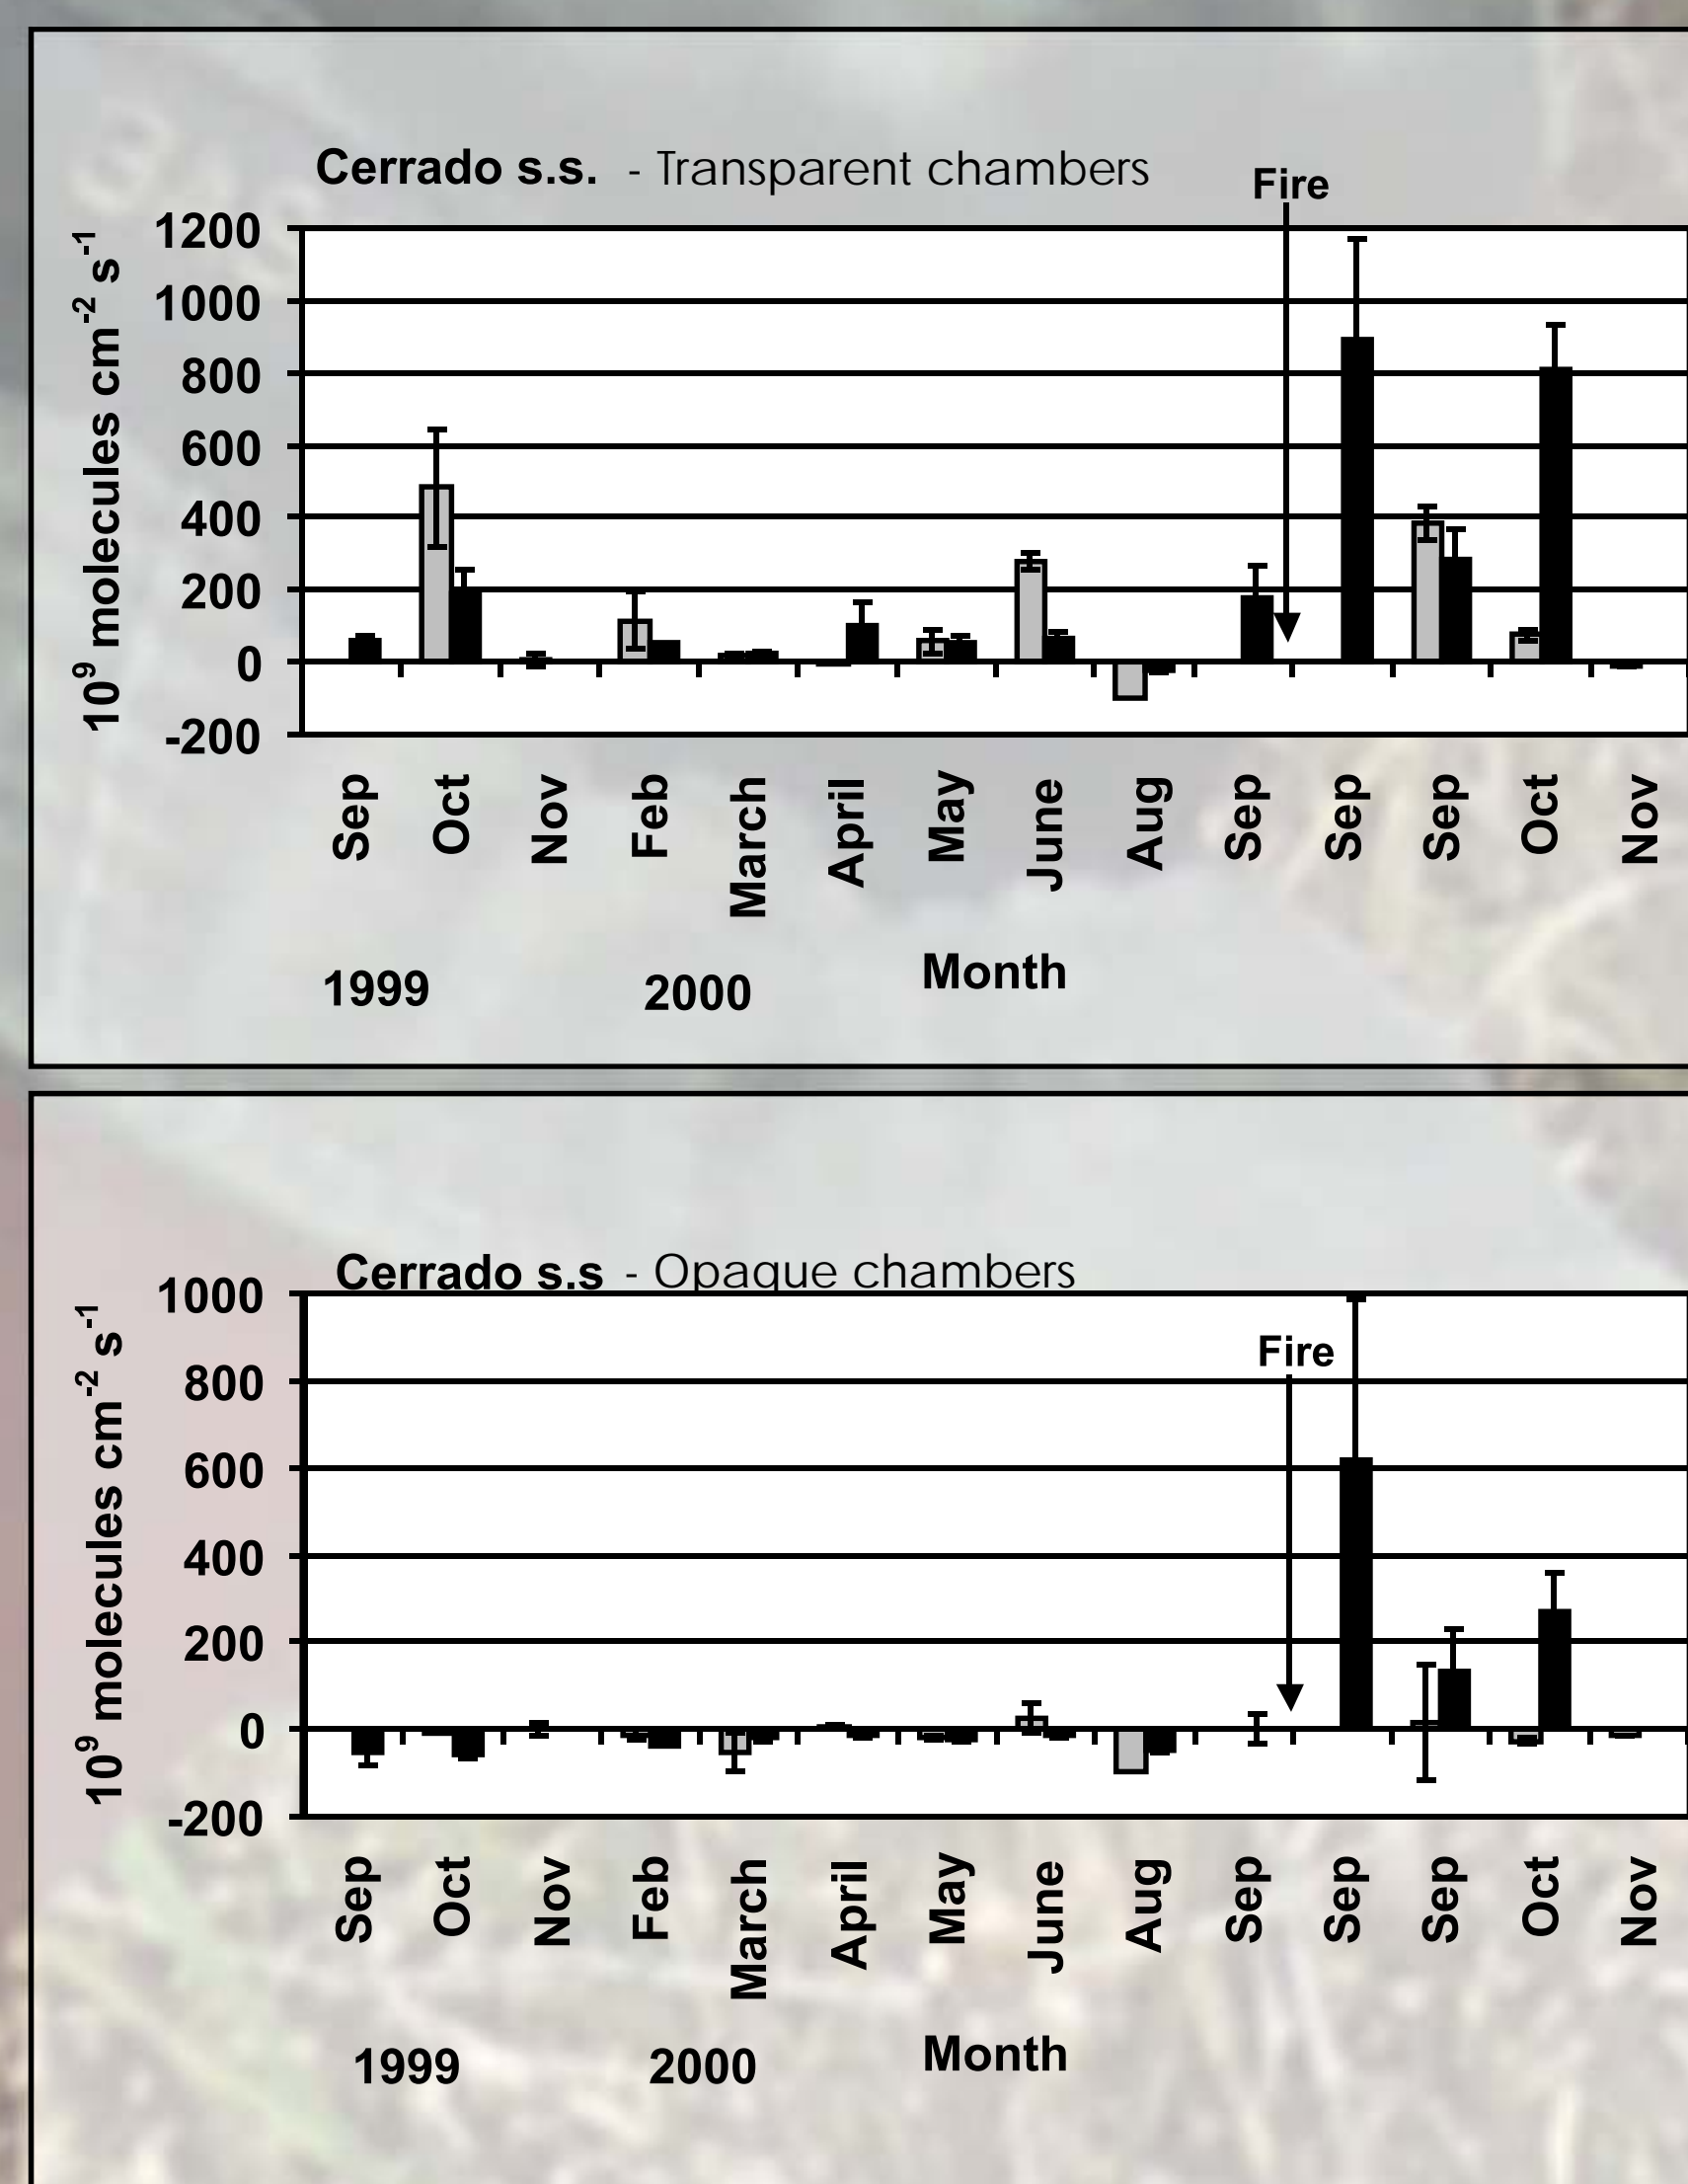 Cerrado s.s. - Transparent chambers
Fire
10⁹ molecules cm⁻² s⁻¹
1200
1000
800
600
400
200
0
-200
Sep Oct Nov Feb March April May June Aug Sep Sep Sep Oct Nov
1999 2000 Month
Cerrado s.s - Opaque chambers
Fire
10⁹ molecules cm⁻² s⁻¹
1000
800
600
400
200
0
-200
Sep Oct Nov Feb March April May June Aug Sep Sep Sep Oct Nov
1999 2000 Month